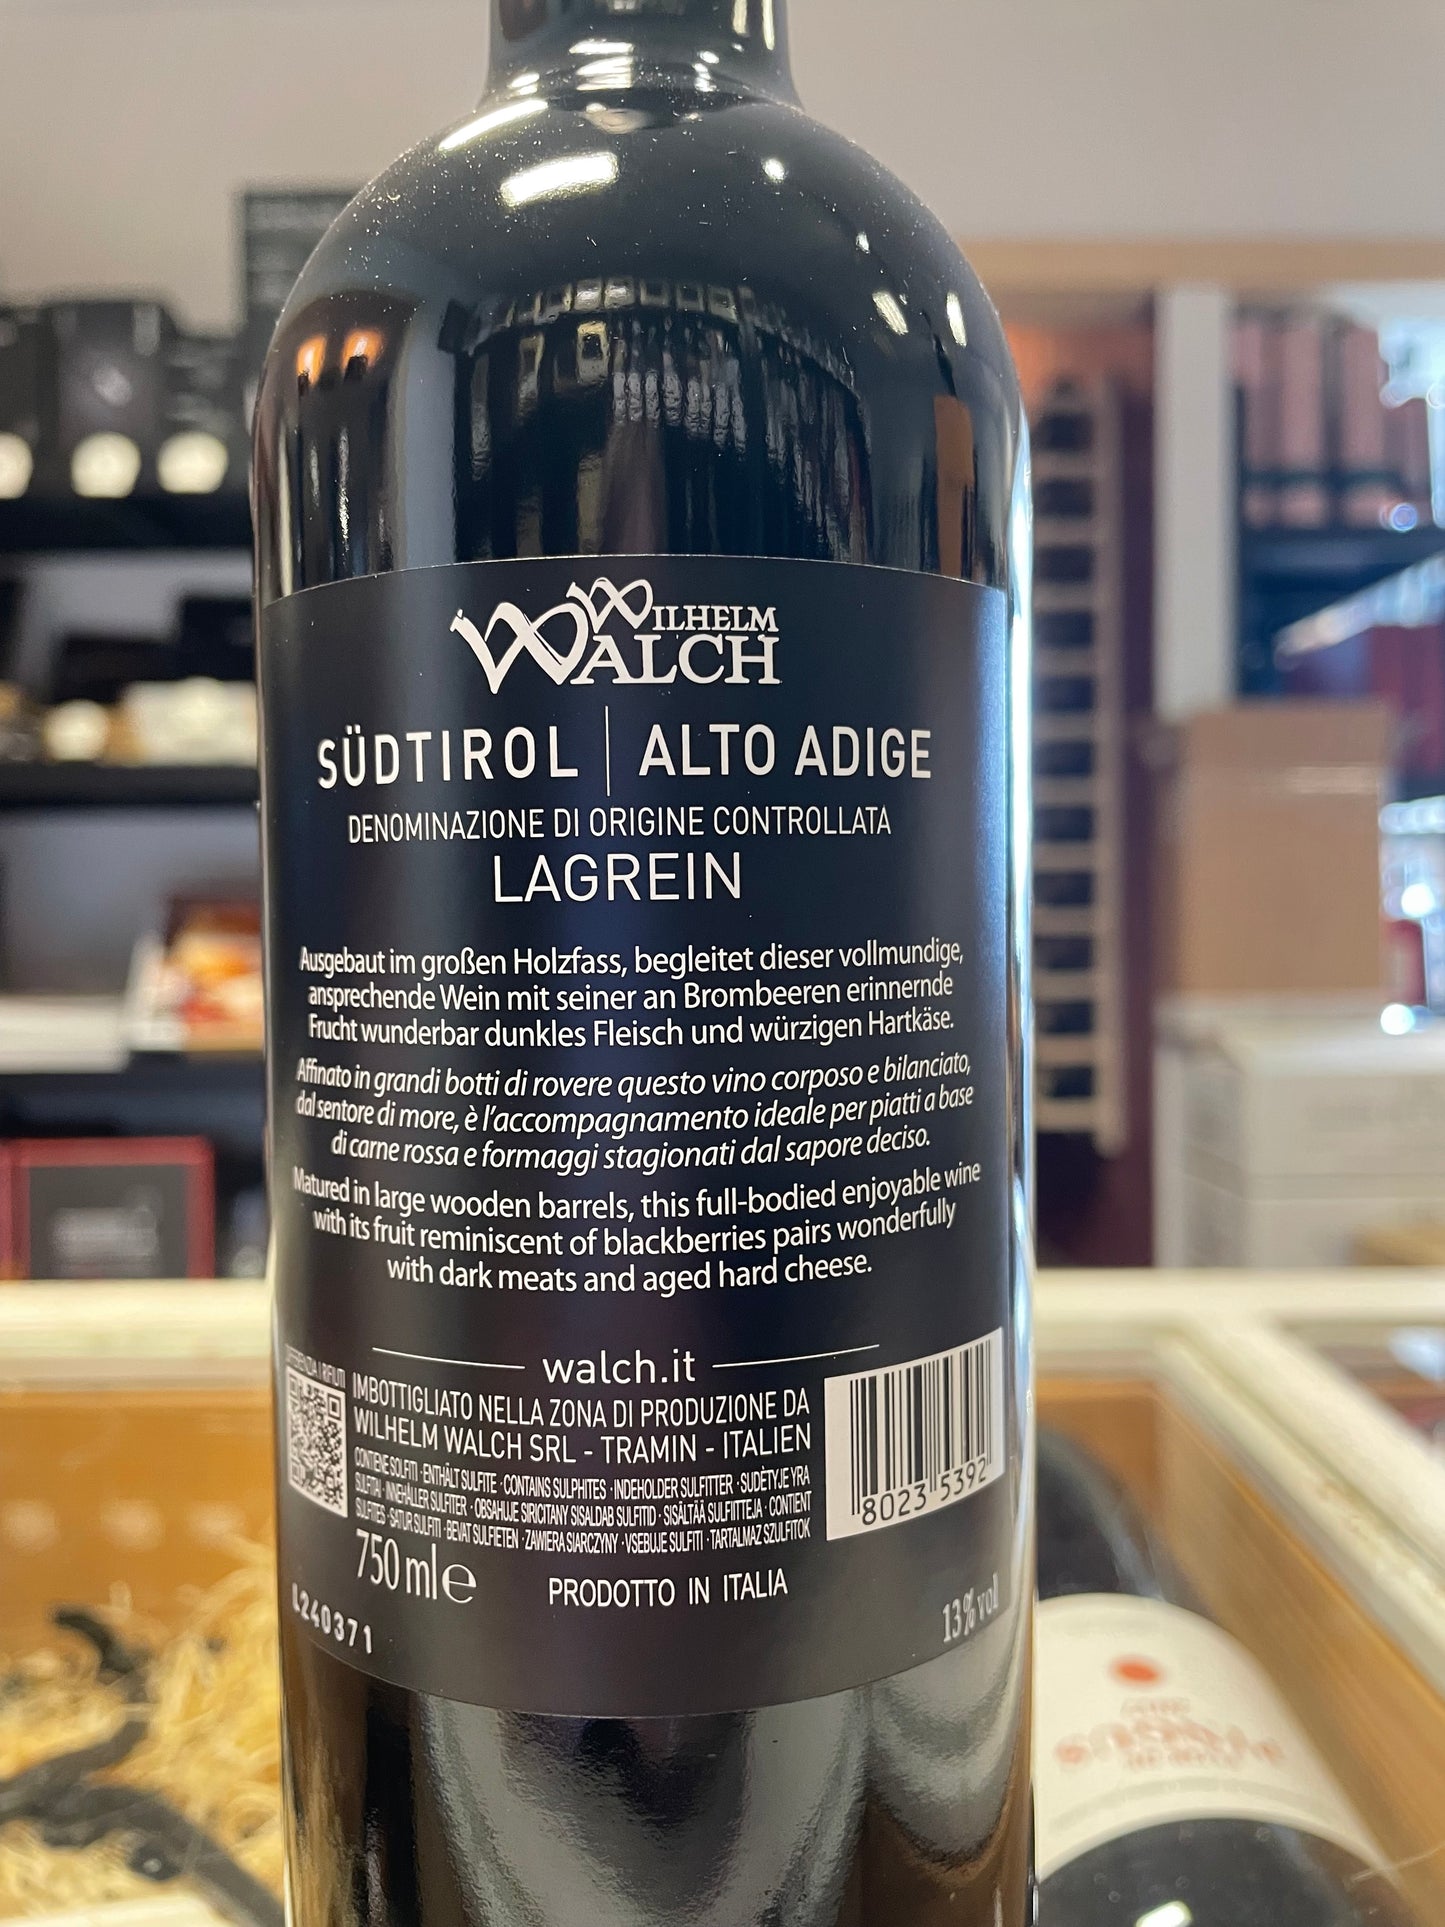 WILHELM
WALCH
SÜDTIROL | ALTO ADIGE
DENOMINAZIONE DI ORIGINE CONTROLLATA
LAGREIN
Ausgebaut im großen Holzfass, begleitet dieser vollmundige,
ansprechende Wein mit seiner an Brombeeren erinnernde
Frucht wunderbar dunkles Fleisch und würzigen Hartkäse.
Affinato in grandi botti di rovere questo vino corposo e bilanciato,
dal sentore di more, è l'accompagnamento ideale per piatti a base
di carne rossa e formaggi stagionati dal sapore deciso.
Matured in large wooden barrels, this full-bodied enjoyable wine
with its fruit reminiscent of blackberries pairs wonderfully
with dark meats and aged hard cheese.
walch.it
IMBOTTIGLIATO NELLA ZONA DI PRODUZIONE DA
WILHELM WALCH SRL - TRAMIN - ITALIEN
CONTIENE SOLFITI · ENTHÄLT SULFITE · CONTAINS SULPHITES · INDEHOLDER SULFITTER · SUDĖTYJE YRA
SULFITAI · INNEHÅLLER SULFITER · OBSAHUJE SIRICITANY SISALDAB SULFITID · SISÄLTÄÄ SULFIITTEJA · CONTIENT
SULFITES · SATUR SULFITI · BEVAT SULFIETEN · ZAWIERA SIARCZYNY · VSEBUJE SULFITI · TARTALMAZ SZULFITOK
8023 5392
750 ml e
PRODOTTO IN ITALIA
13% vol
L240371